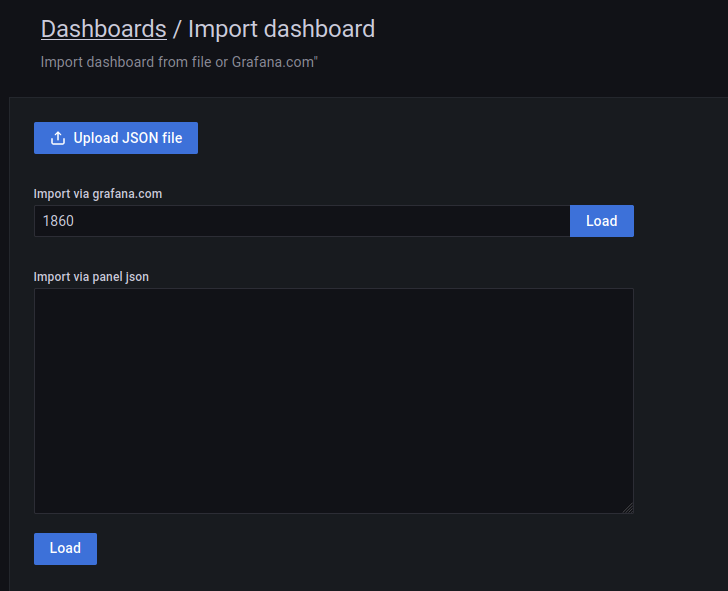 Dashboards / Import dashboard
Import dashboard from file or Grafana.com"
Upload JSON file
Import via grafana.com
1860
Load
Import via panel json
Load